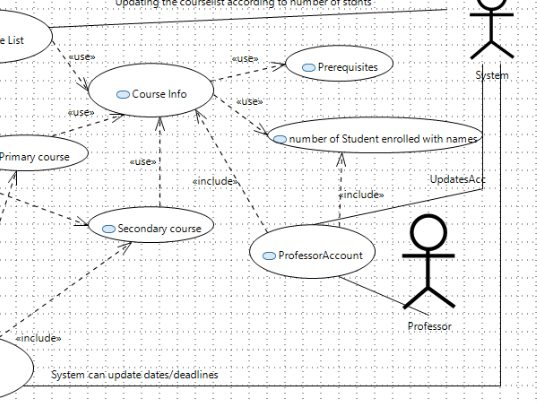 Updating the courselist according to number of stdnts
e List
«use»
System
«use»
Prerequisites
Course Info
«use»
«use»
number of Student enrolled with names
Primary course
«use»
«include»
UpdatesAcc
«include»
Secondary course
ProfessorAccount
Professor
«include»
System can update dates/deadlines